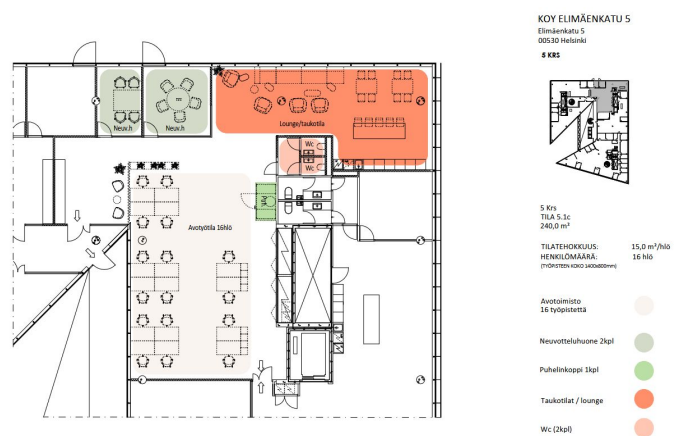 KOY ELIMÄENKATU 5
Elimäenkatu 5
00530 Helsinki
5 KRS
Neuv.h
Neuv.h
Lounge/taukotila
Wc
Wc
Puh.
Avotyötila 16hlö
5 Krs
TILA 5.1c
240,0 m²
TILATEHOKKUUS: 15,0 m²/hlö
HENKILÖMÄÄRÄ: 16 hlö
(TYÖPISTEEN KOKO 1400x800mm)
Avotoimisto
16 työpistettä
Neuvotteluhuone 2kpl
Puhelinkoppi 1kpl
Taukotilat / lounge
Wc (2kpl)